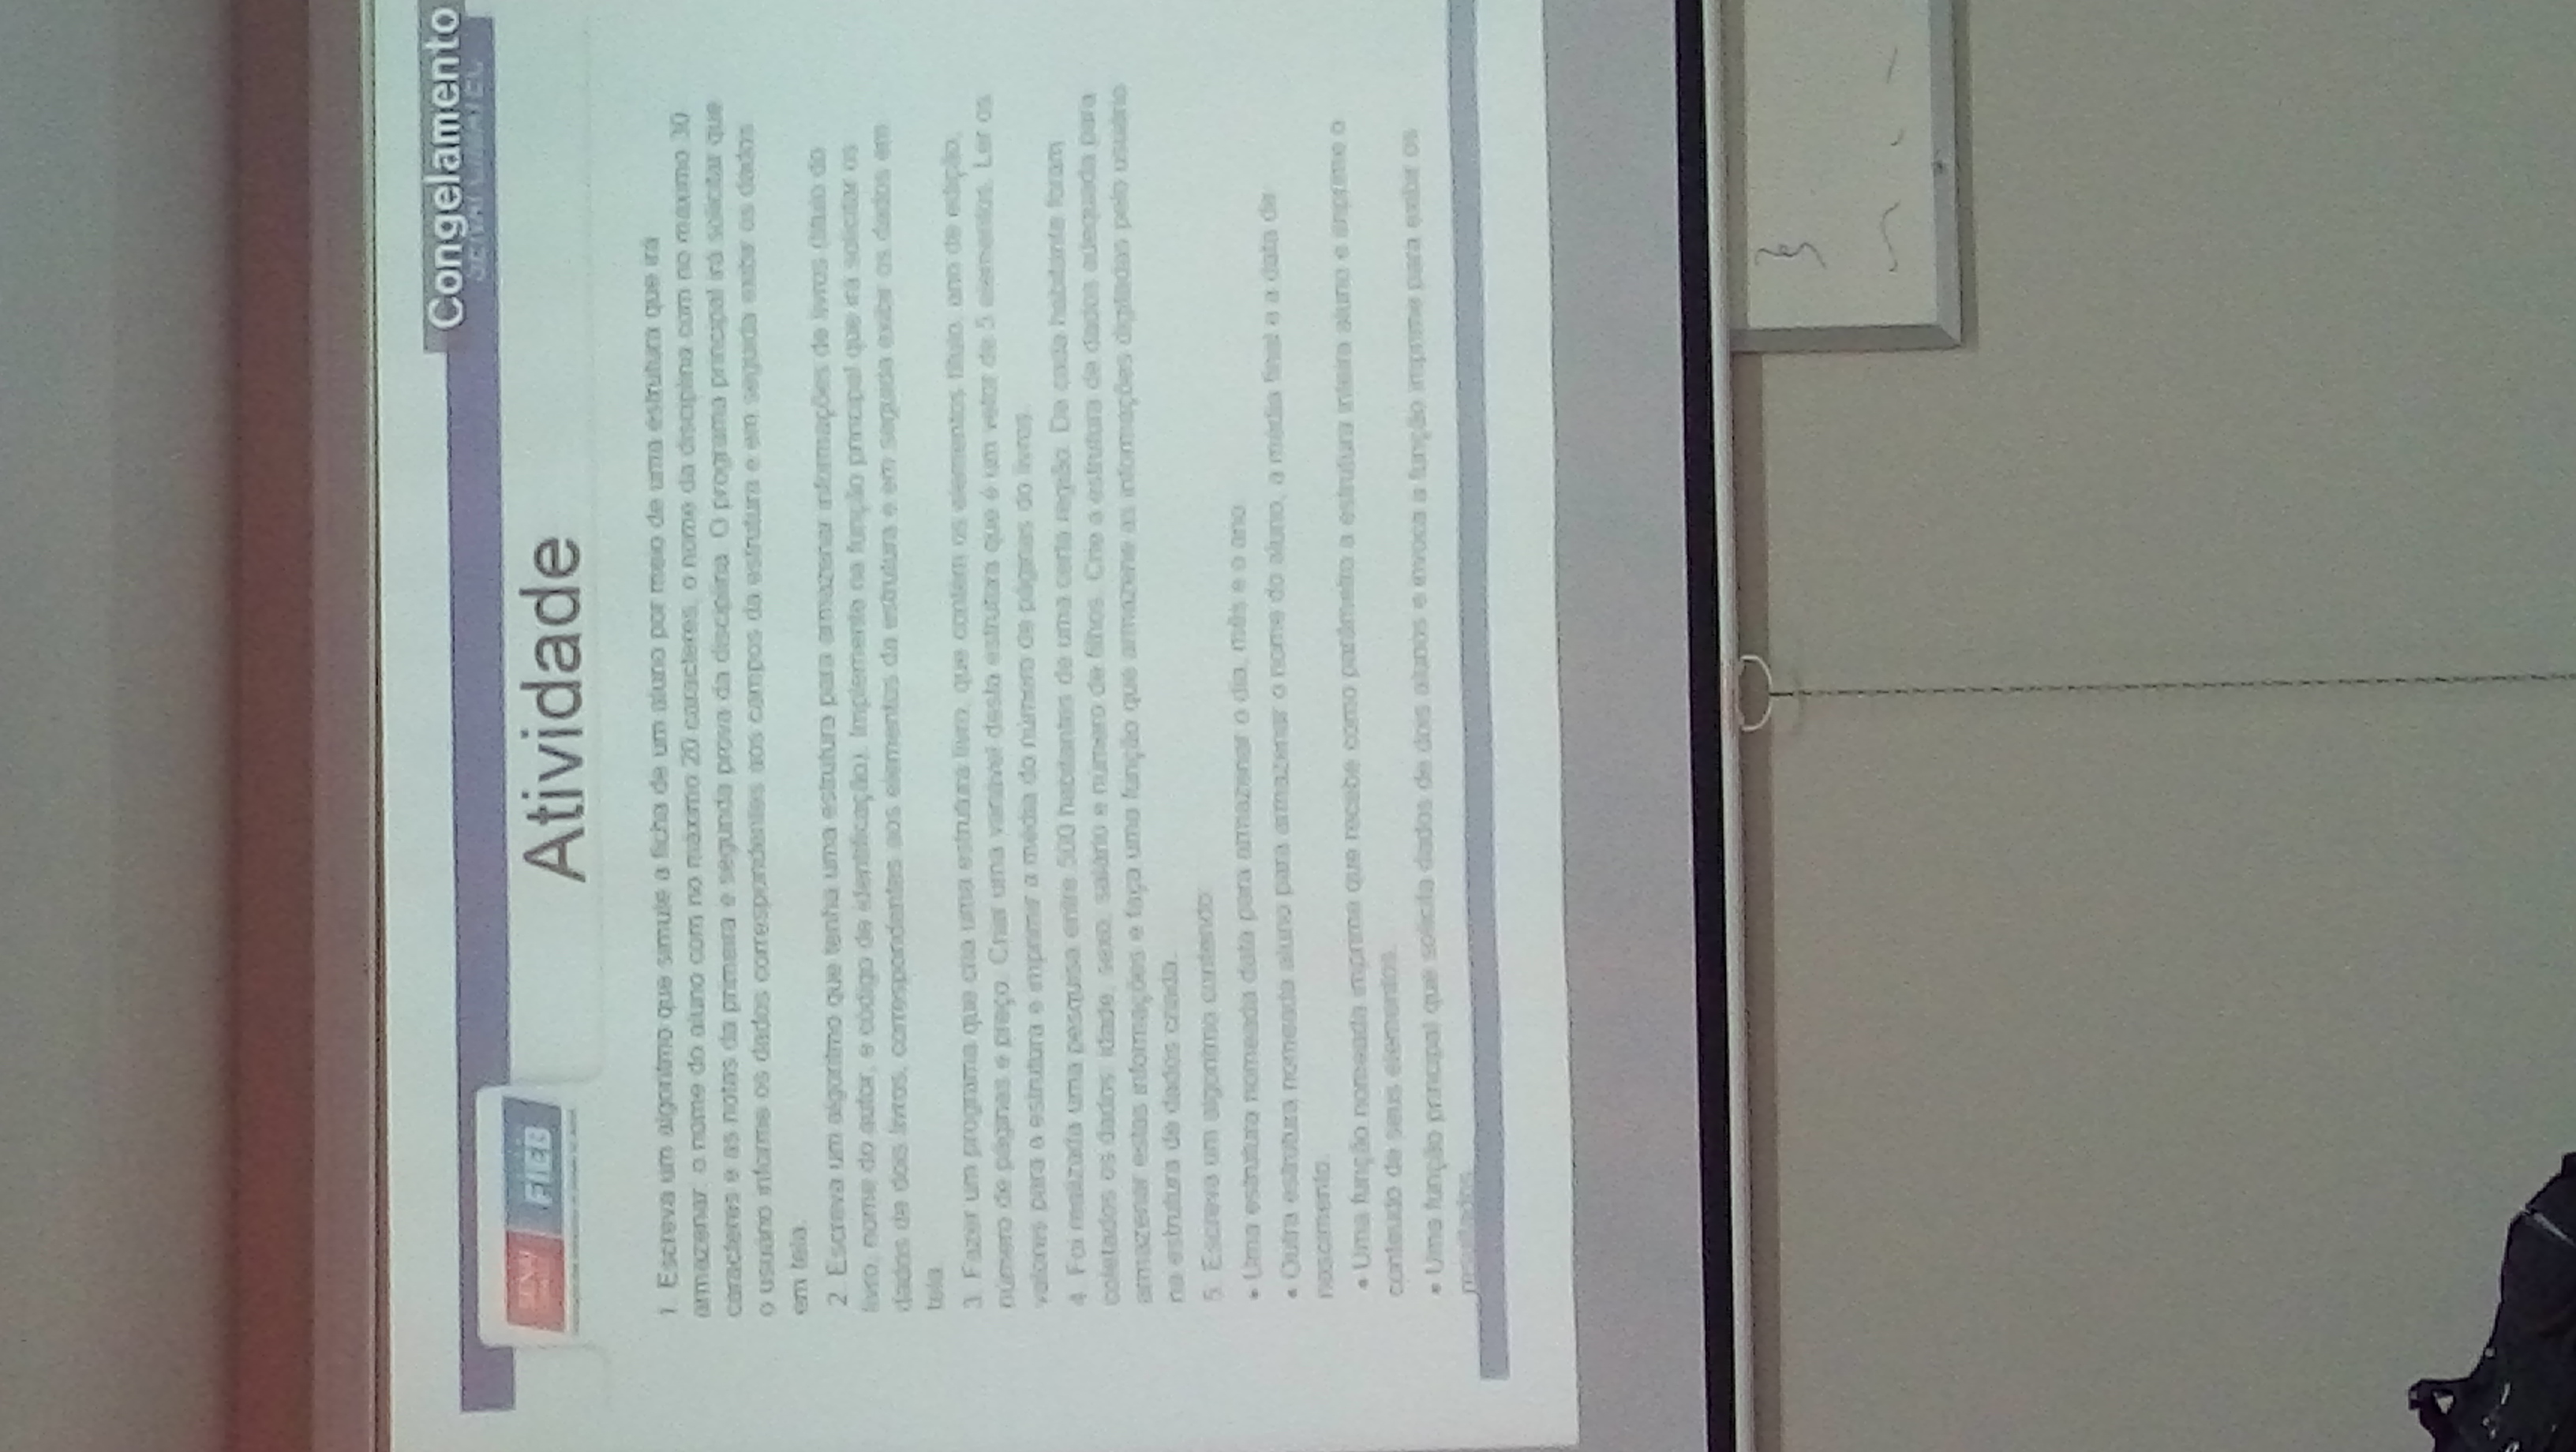 Congelamento
SENAI CIMATEC
SENAI
FIEB
Atividade
1. Escreva um algoritmo que simule a ficha de um aluno por meio de uma estrutura que irá
armazenar: o nome do aluno com no máximo 20 caracteres, o nome da disciplina com no maximo 30
caracteres e as notas da primeira e segunda prova da disciplina. O programa principal irá solicitar que
o usuário informe os dados correspondentes aos campos da estrutura e em seguida exibir os dados
em tela.
2. Escreva um algoritmo que tenha uma estrutura para armazenar informações de livros (título do
livro, nome do autor, e código de identificação). Implemente na função principal que irá solicitar os
dados de dois livros, correspondentes aos elementos da estrutura e em seguida exibir os dados em
tela.
3. Fazer um programa que cria uma estrutura livro, que contém os elementos título, ano de edição,
número de páginas e preço. Criar uma variável desta estrutura que é um vetor de 5 elementos. Ler os
valores para a estrutura e imprimir a média do número de páginas do livros.
4. Foi realizada uma pesquisa entre 500 habitantes de uma certa região. De cada habitante foram
coletados os dados: idade, sexo, salário e número de filhos. Crie a estrutura de dados adequada para
armazenar estas informações e faça uma função que armazene as informações digitadas pelo usuário
na estrutura de dados criada.
5. Escreva um algoritmo contendo:
• Uma estrutura nomeada data para armazenar o dia, mês e o ano.
• Outra estrutura nomeada aluno para armazenar o nome do aluno, a média final e a data de
nascimento.
• Uma função nomeada imprime que recebe como parâmetro a estrutura inteira aluno e imprime o
conteudo de seus elementos.
• Uma função principal que solicita dados de dois alunos e invoca a função imprime para exibir os
resultados.